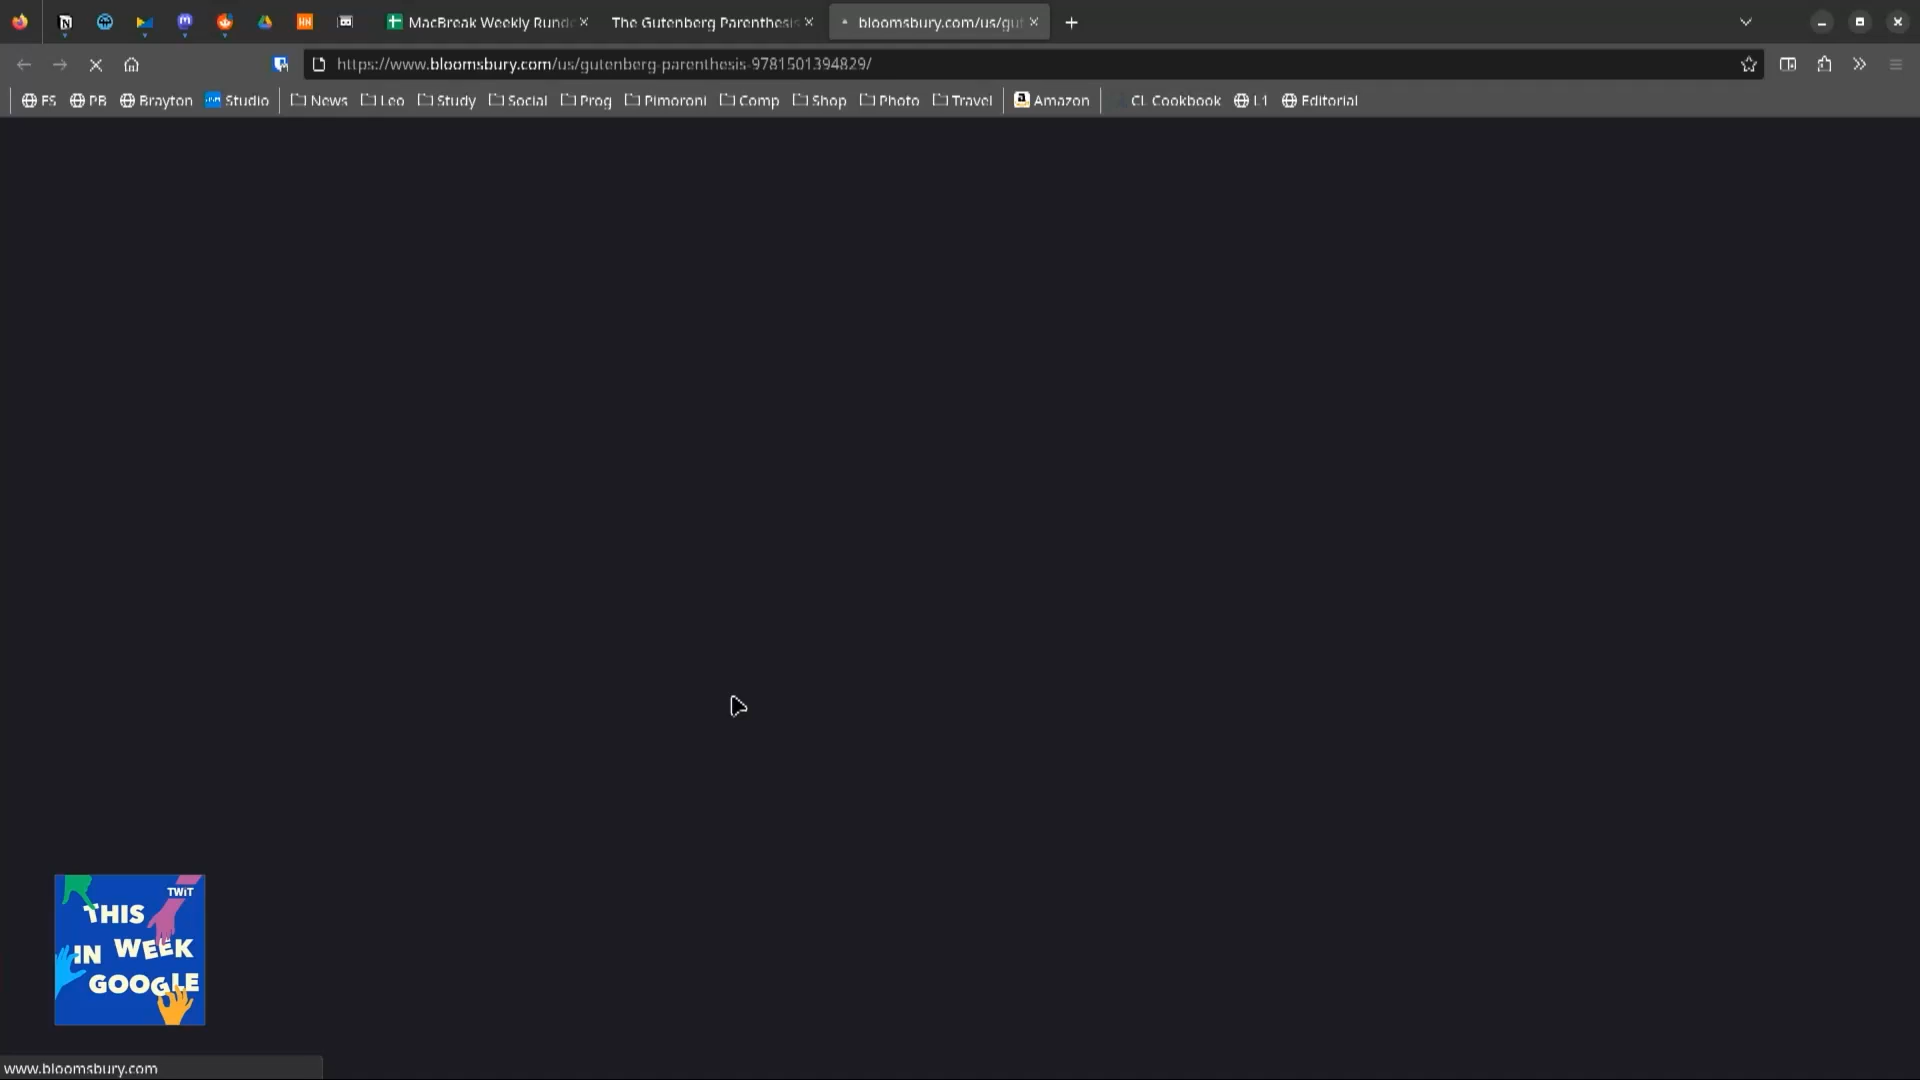 MacBreak Weekly Rund
The Gutenberg Parenthesis
bloomsbury.com/us/gut
https://www.bloomsbury.com/us/gutenberg-parenthesis-9781501394829/
FS
PB
Brayton
Studio
News
Leo
Study
Social
Prog
Pimoroni
Comp
Shop
Photo
Travel
Amazon
CL Cookbook
L1
Editorial
TWiT
THIS
IN WEEK
GOOGLE
www.bloomsbury.com